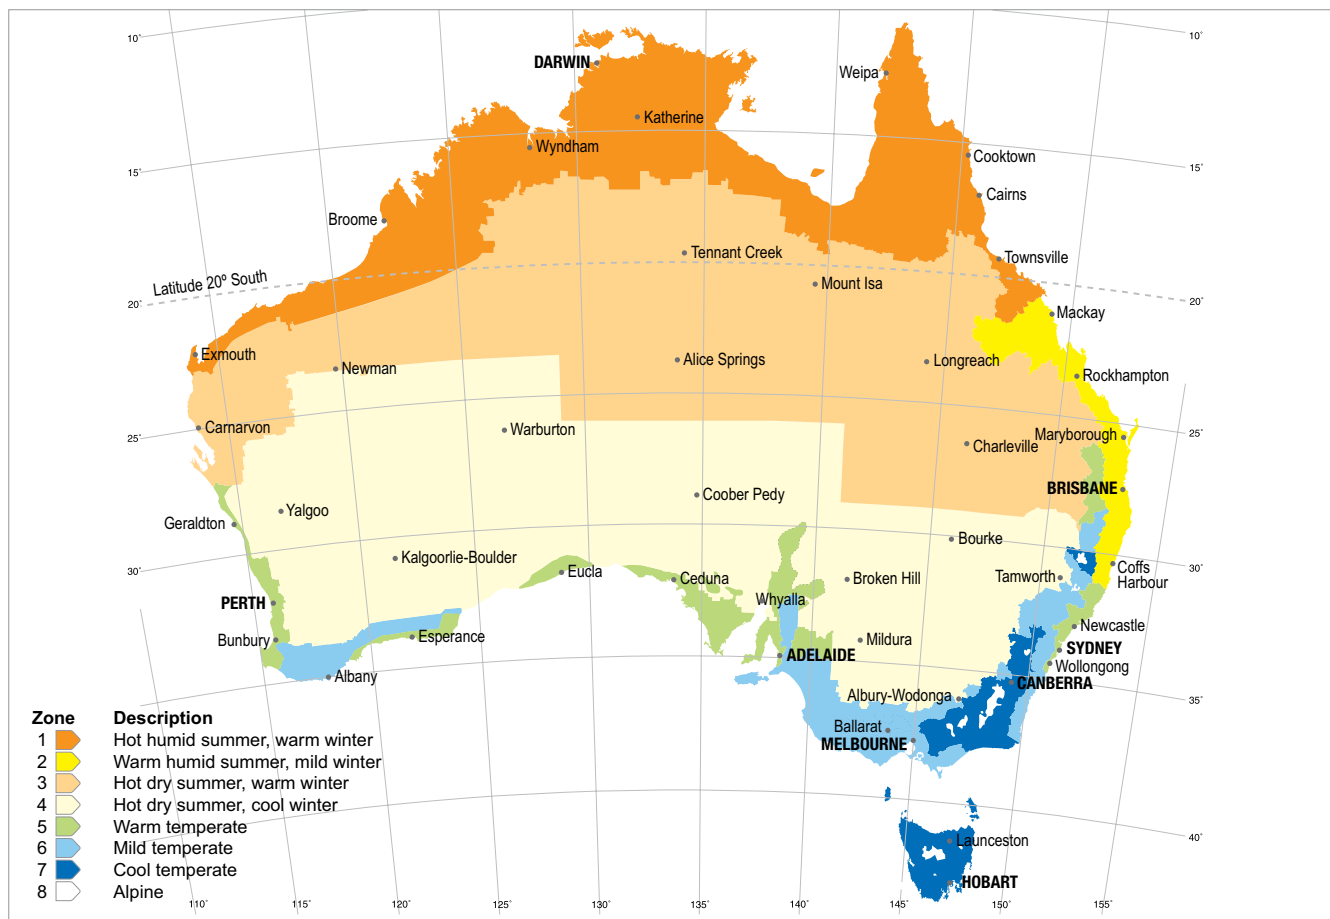 10˚
10˚
DARWIN
Weipa
Katherine
Wyndham
Cooktown
15˚
15˚
Cairns
Broome
Tennant Creek
Townsville
Latitude 20º South
Mount Isa
20˚
20˚
Mackay
Exmouth
Newman
Alice Springs
Longreach
Rockhampton
Carnarvon
Warburton
Maryborough
25˚
25˚
Charleville
BRISBANE
Coober Pedy
Yalgoo
Geraldton
Bourke
Kalgoorlie-Boulder
30˚
30˚
Eucla
Ceduna
Broken Hill
Tamworth
Coffs
Harbour
PERTH
Whyalla
Newcastle
Bunbury
Esperance
Mildura
SYDNEY
ADELAIDE
Wollongong
Albany
CANBERRA
Albury-Wodonga
35˚
Ballarat
MELBOURNE
Zone Description
1 Hot humid summer, warm winter
2 Warm humid summer, mild winter
3 Hot dry summer, warm winter
4 Hot dry summer, cool winter
5 Warm temperate
6 Mild temperate
7 Cool temperate
8 Alpine
40˚
Launceston
HOBART
110˚ 115˚ 120˚ 125˚ 130˚ 135˚ 140˚ 145˚ 150˚ 155˚